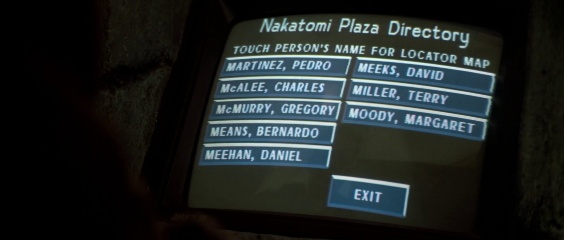 Nakatomi Plaza Directory
TOUCH PERSON'S NAME FOR LOCATOR MAP
MARTINEZ, PEDRO
McALEE, CHARLES
McMURRY, GREGORY
MEANS, BERNARDO
MEEHAN, DANIEL
MEEKS, DAVID
MILLER, TERRY
MOODY, MARGARET
EXIT